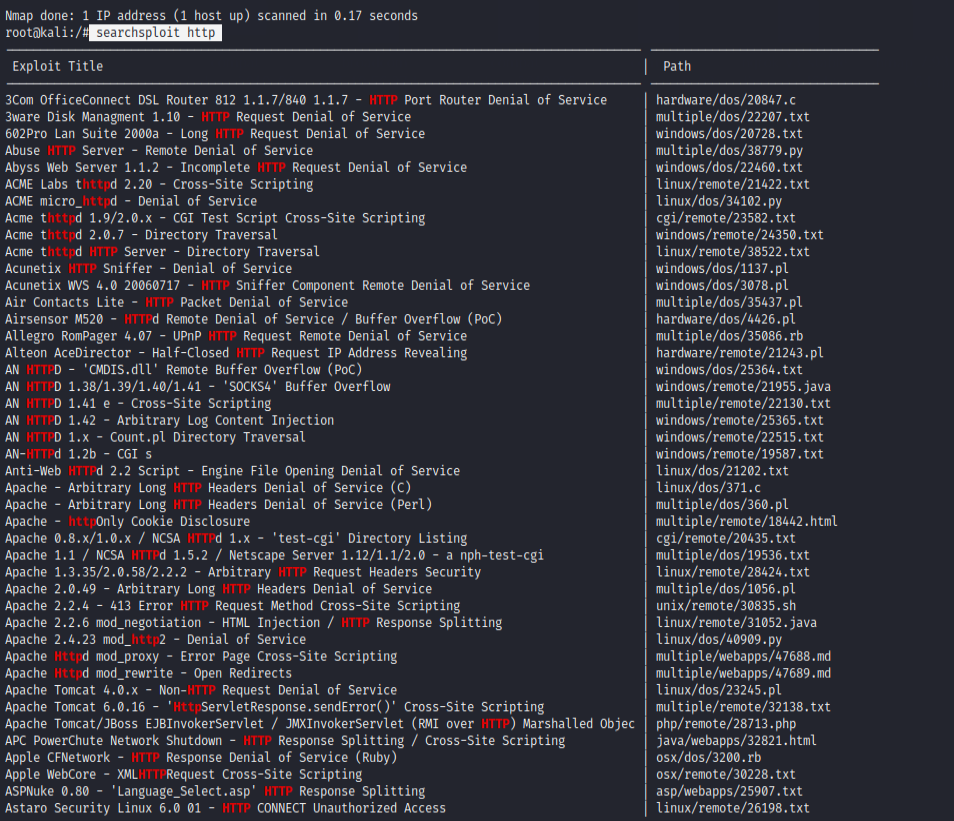 Nmap done: 1 IP address (1 host up) scanned in 0.17 seconds
root@kali:/# searchsploit http
Exploit Title | Path
3Com OfficeConnect DSL Router 812 1.1.7/840 1.1.7 - HTTP Port Router Denial of Service | hardware/dos/20847.c
3ware Disk Managment 1.10 - HTTP Request Denial of Service | multiple/dos/22207.txt
602Pro Lan Suite 2000a - Long HTTP Request Denial of Service | windows/dos/20728.txt
Abuse HTTP Server - Remote Denial of Service | multiple/dos/38779.py
Abyss Web Server 1.1.2 - Incomplete HTTP Request Denial of Service | windows/dos/22460.txt
ACME Labs thttpd 2.20 - Cross-Site Scripting | linux/remote/21422.txt
ACME micro_httpd - Denial of Service | linux/dos/34102.py
Acme thttpd 1.9/2.0.x - CGI Test Script Cross-Site Scripting | cgi/remote/23582.txt
Acme thttpd 2.0.7 - Directory Traversal | windows/remote/24350.txt
Acme thttpd HTTP Server - Directory Traversal | linux/remote/38522.txt
Acunetix HTTP Sniffer - Denial of Service | windows/dos/1137.pl
Acunetix WVS 4.0 20060717 - HTTP Sniffer Component Remote Denial of Service | windows/dos/3078.pl
Air Contacts Lite - HTTP Packet Denial of Service | multiple/dos/35437.pl
Airsensor M520 - HTTPd Remote Denial of Service / Buffer Overflow (PoC) | hardware/dos/4426.pl
Allegro RomPager 4.07 - UPnP HTTP Request Remote Denial of Service | multiple/dos/35086.rb
Alteon AceDirector - Half-Closed HTTP Request IP Address Revealing | hardware/remote/21243.pl
AN HTTPD - 'CMDIS.dll' Remote Buffer Overflow (PoC) | windows/dos/25364.txt
AN HTTPD 1.38/1.39/1.40/1.41 - 'SOCKS4' Buffer Overflow | windows/remote/21955.java
AN HTTPD 1.41 e - Cross-Site Scripting | multiple/remote/22130.txt
AN HTTPD 1.42 - Arbitrary Log Content Injection | windows/remote/25365.txt
AN HTTPD 1.x - Count.pl Directory Traversal | windows/remote/22515.txt
AN-HTTPd 1.2b - CGI s | windows/remote/19587.txt
Anti-Web HTTPd 2.2 Script - Engine File Opening Denial of Service | linux/dos/21202.txt
Apache - Arbitrary Long HTTP Headers Denial of Service (C) | linux/dos/371.c
Apache - Arbitrary Long HTTP Headers Denial of Service (Perl) | multiple/dos/360.pl
Apache - httpOnly Cookie Disclosure | multiple/remote/18442.html
Apache 0.8.x/1.0.x / NCSA HTTPd 1.x - 'test-cgi' Directory Listing | cgi/remote/20435.txt
Apache 1.1 / NCSA HTTPd 1.5.2 / Netscape Server 1.12/1.1/2.0 - a nph-test-cgi | multiple/dos/19536.txt
Apache 1.3.35/2.0.58/2.2.2 - Arbitrary HTTP Request Headers Security | linux/remote/28424.txt
Apache 2.0.49 - Arbitrary Long HTTP Headers Denial of Service | multiple/dos/1056.pl
Apache 2.2.4 - 413 Error HTTP Request Method Cross-Site Scripting | unix/remote/30835.sh
Apache 2.2.6 mod_negotiation - HTML Injection / HTTP Response Splitting | linux/remote/31052.java
Apache 2.4.23 mod_http2 - Denial of Service | linux/dos/40909.py
Apache Httpd mod_proxy - Error Page Cross-Site Scripting | multiple/webapps/47688.md
Apache Httpd mod_rewrite - Open Redirects | multiple/webapps/47689.md
Apache Tomcat 4.0.x - Non-HTTP Request Denial of Service | linux/dos/23245.pl
Apache Tomcat 6.0.16 - 'HttpServletResponse.sendError()' Cross-Site Scripting | multiple/remote/32138.txt
Apache Tomcat/JBoss EJBInvokerServlet / JMXInvokerServlet (RMI over HTTP) Marshalled Objec | php/remote/28713.php
APC PowerChute Network Shutdown - HTTP Response Splitting / Cross-Site Scripting | java/webapps/32821.html
Apple CFNetwork - HTTP Response Denial of Service (Ruby) | osx/dos/3200.rb
Apple WebCore - XMLHTTPRequest Cross-Site Scripting | osx/remote/30228.txt
ASPNuke 0.80 - 'Language_Select.asp' HTTP Response Splitting | asp/webapps/25907.txt
Astaro Security Linux 6.0 01 - HTTP CONNECT Unauthorized Access | linux/remote/26198.txt